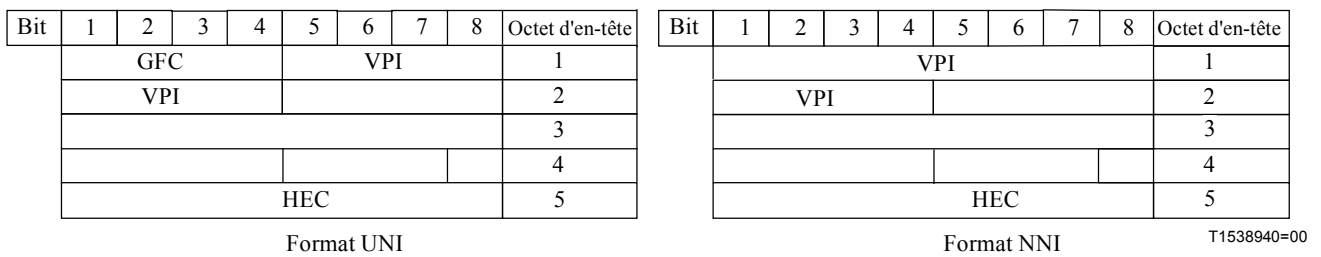 Bit 1 2 3 4 5 6 7 8 Octet d'en-tête
GFC VPI 1
VPI 2
3
4
HEC 5
Format UNI
Bit 1 2 3 4 5 6 7 8 Octet d'en-tête
VPI 1
VPI 2
3
4
HEC 5
Format NNI
T1538940=00